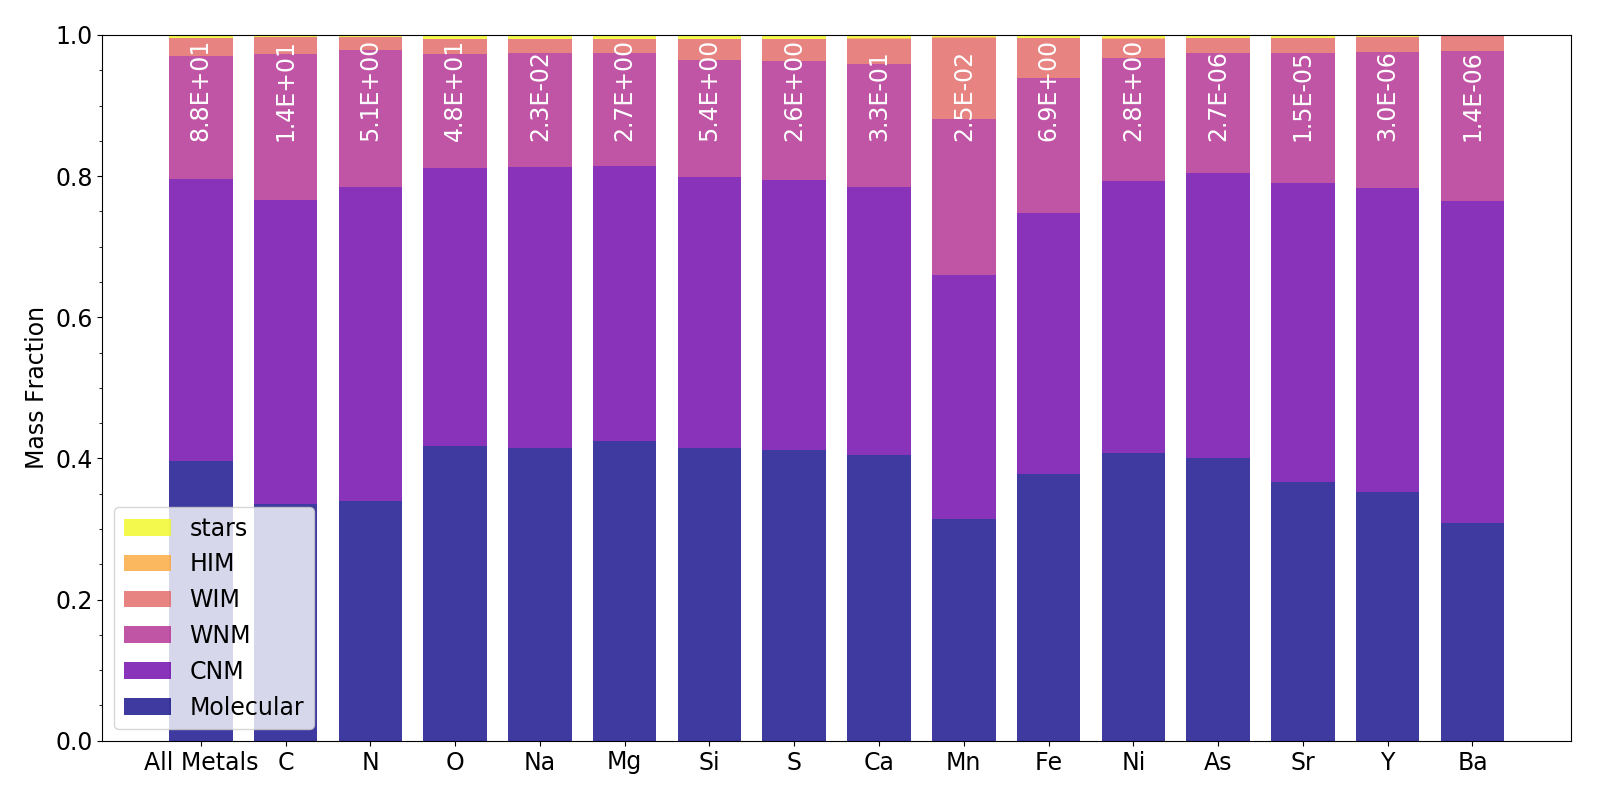 1.0
0.8
0.6
0.4
0.2
0.0
Mass Fraction
8.8E+01
1.4E+01
5.1E+00
4.8E+01
2.3E-02
2.7E+00
5.4E+00
2.6E+00
3.3E-01
2.5E-02
6.9E+00
2.8E+00
2.7E-06
1.5E-05
3.0E-06
1.4E-06
stars
HIM
WIM
WNM
CNM
Molecular
All Metals C N O Na Mg Si S Ca Mn Fe Ni As Sr Y Ba